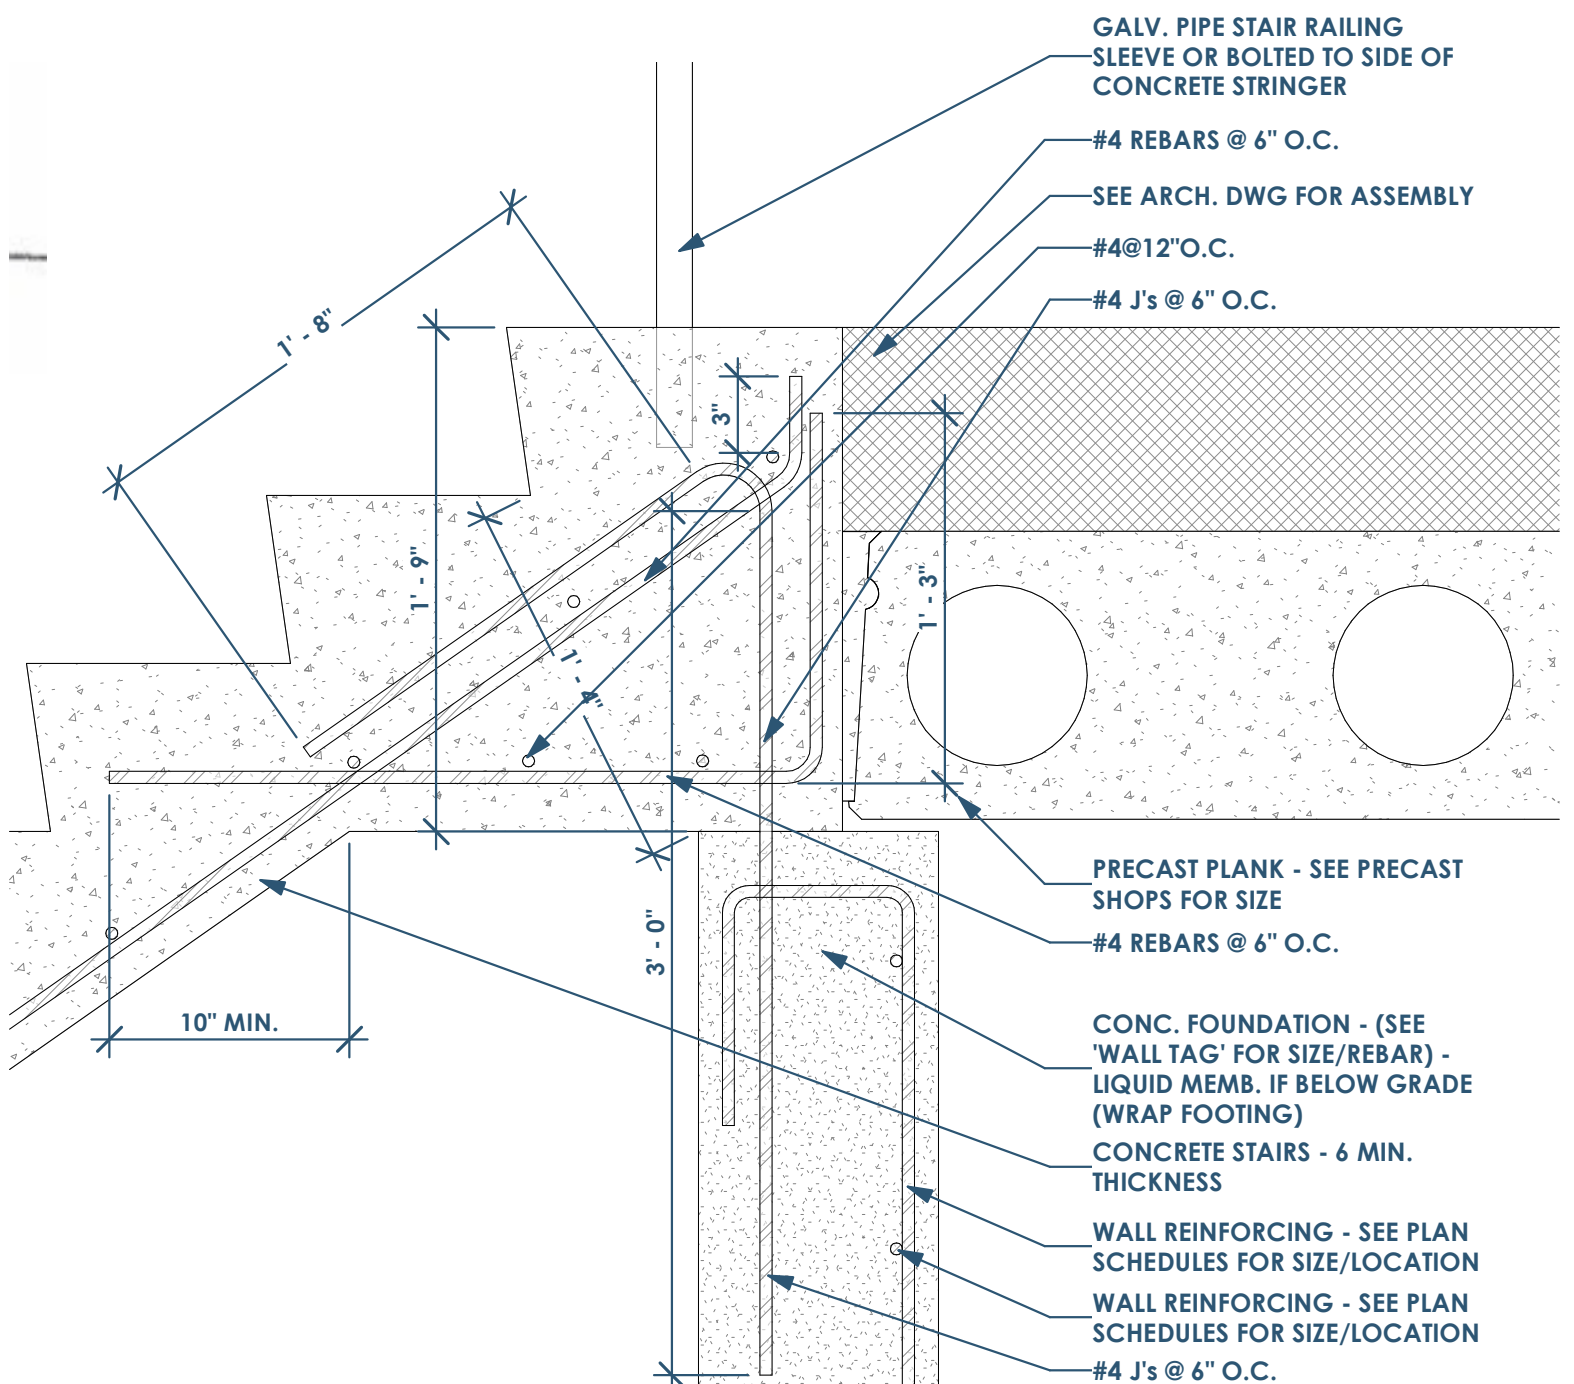 GALV. PIPE STAIR RAILING
SLEEVE OR BOLTED TO SIDE OF
CONCRETE STRINGER
#4 REBARS @ 6" O.C.
SEE ARCH. DWG FOR ASSEMBLY
#4@12"O.C.
#4 J's @ 6" O.C.
1' - 8"
3"
1' - 9"
1' - 3"
1' - 4"
PRECAST PLANK - SEE PRECAST
SHOPS FOR SIZE
#4 REBARS @ 6" O.C.
3' - 0"
10" MIN.
CONC. FOUNDATION - (SEE
'WALL TAG' FOR SIZE/REBAR) -
LIQUID MEMB. IF BELOW GRADE
(WRAP FOOTING)
CONCRETE STAIRS - 6 MIN.
THICKNESS
WALL REINFORCING - SEE PLAN
SCHEDULES FOR SIZE/LOCATION
WALL REINFORCING - SEE PLAN
SCHEDULES FOR SIZE/LOCATION
#4 J's @ 6" O.C.